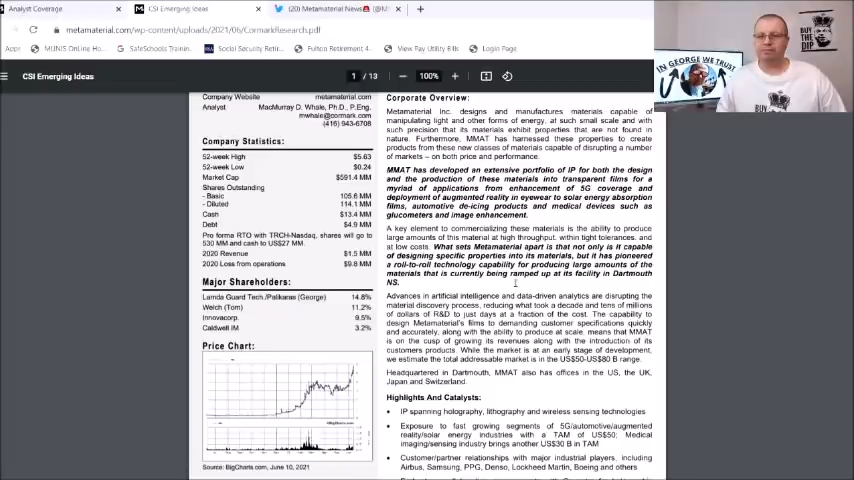 Analyst Coverage
CSI Emerging Ideas
(20) Metamaterial News
metamaterial.com/wp-content/uploads/2021/06/CormarkResearch.pdf
Apps
MUNIS Online Ho...
SafeSchools Trainin...
Social Security Retir...
Fulton Retirement 4...
View Pay Utility Bills
Login Page
CSI Emerging Ideas
1 / 13
100%
IN GEORGE WE TRUST
BUY
THE
DIP
Company Website metamaterial.com
Analyst MacMurray D. Whale, Ph.D., P.Eng.
mwhale@cormark.com
(416) 943-6708
Company Statistics:
52-week High $5.63
52-week Low $0.24
Market Cap $591.4 MM
Shares Outstanding
- Basic 105.6 MM
- Diluted 114.1 MM
Cash $13.4 MM
Debt $4.9 MM
Pro forma RTO with TRCH-Nasdaq, shares will go to
530 MM and cash to US$27 MM.
2020 Revenue $1.5 MM
2020 Loss from operations $9.8 MM
Major Shareholders:
Lamda Guard Tech./Palikaras (George) 14.8%
Welch (Tom) 11.2%
Innovacorp. 9.5%
Caldwell IM 3.2%
Price Chart:
Source: BigCharts.com, June 10, 2021
Corporate Overview:
Metamaterial Inc. designs and manufactures materials capable of
manipulating light and other forms of energy, at such small scale and with
such precision that its materials exhibit properties that are not found in
nature. Furthermore, MMAT has harnessed these properties to create
products from these new classes of materials capable of disrupting a number
of markets – on both price and performance.
MMAT has developed an extensive portfolio of IP for both the design
and the production of these materials into transparent films for a
myriad of applications from enhancement of 5G coverage and
deployment of augmented reality in eyewear to solar energy absorption
films, automotive de-icing products and medical devices such as
glucometers and image enhancement.
A key element to commercializing these materials is the ability to produce
large amounts of this material at high throughput, within tight tolerances, and
at low costs. What sets Metamaterial apart is that not only is it capable
of designing specific properties into its materials, but it has pioneered
a roll-to-roll technology capability for producing large amounts of the
materials that is currently being ramped up at its facility in Dartmouth
NS.
Advances in artificial intelligence and data-driven analytics are disrupting the
material discovery process, reducing what took a decade and tens of millions
of dollars of R&D to just days at a fraction of the cost. The capability to
design Metamaterial's films to demanding customer specifications quickly
and accurately, along with the ability to produce at scale, means that MMAT
is on the cusp of growing its revenues along with the introduction of its
customers products. While the market is at an early stage of development,
we estimate the total addressable market is in the US$50-US$80 B range.
Headquartered in Dartmouth, MMAT also has offices in the US, the UK,
Japan and Switzerland.
Highlights And Catalysts:
• IP spanning holography, lithography and wireless sensing technologies
• Exposure to fast growing segments of 5G/automotive/augmented
reality/solar energy industries with a TAM of US$50; Medical
imaging/sensing industry brings another US$30 B in TAM
• Customer/partner relationships with major industrial players, including
Airbus, Samsung, PPG, Denso, Lockheed Martin, Boeing and others